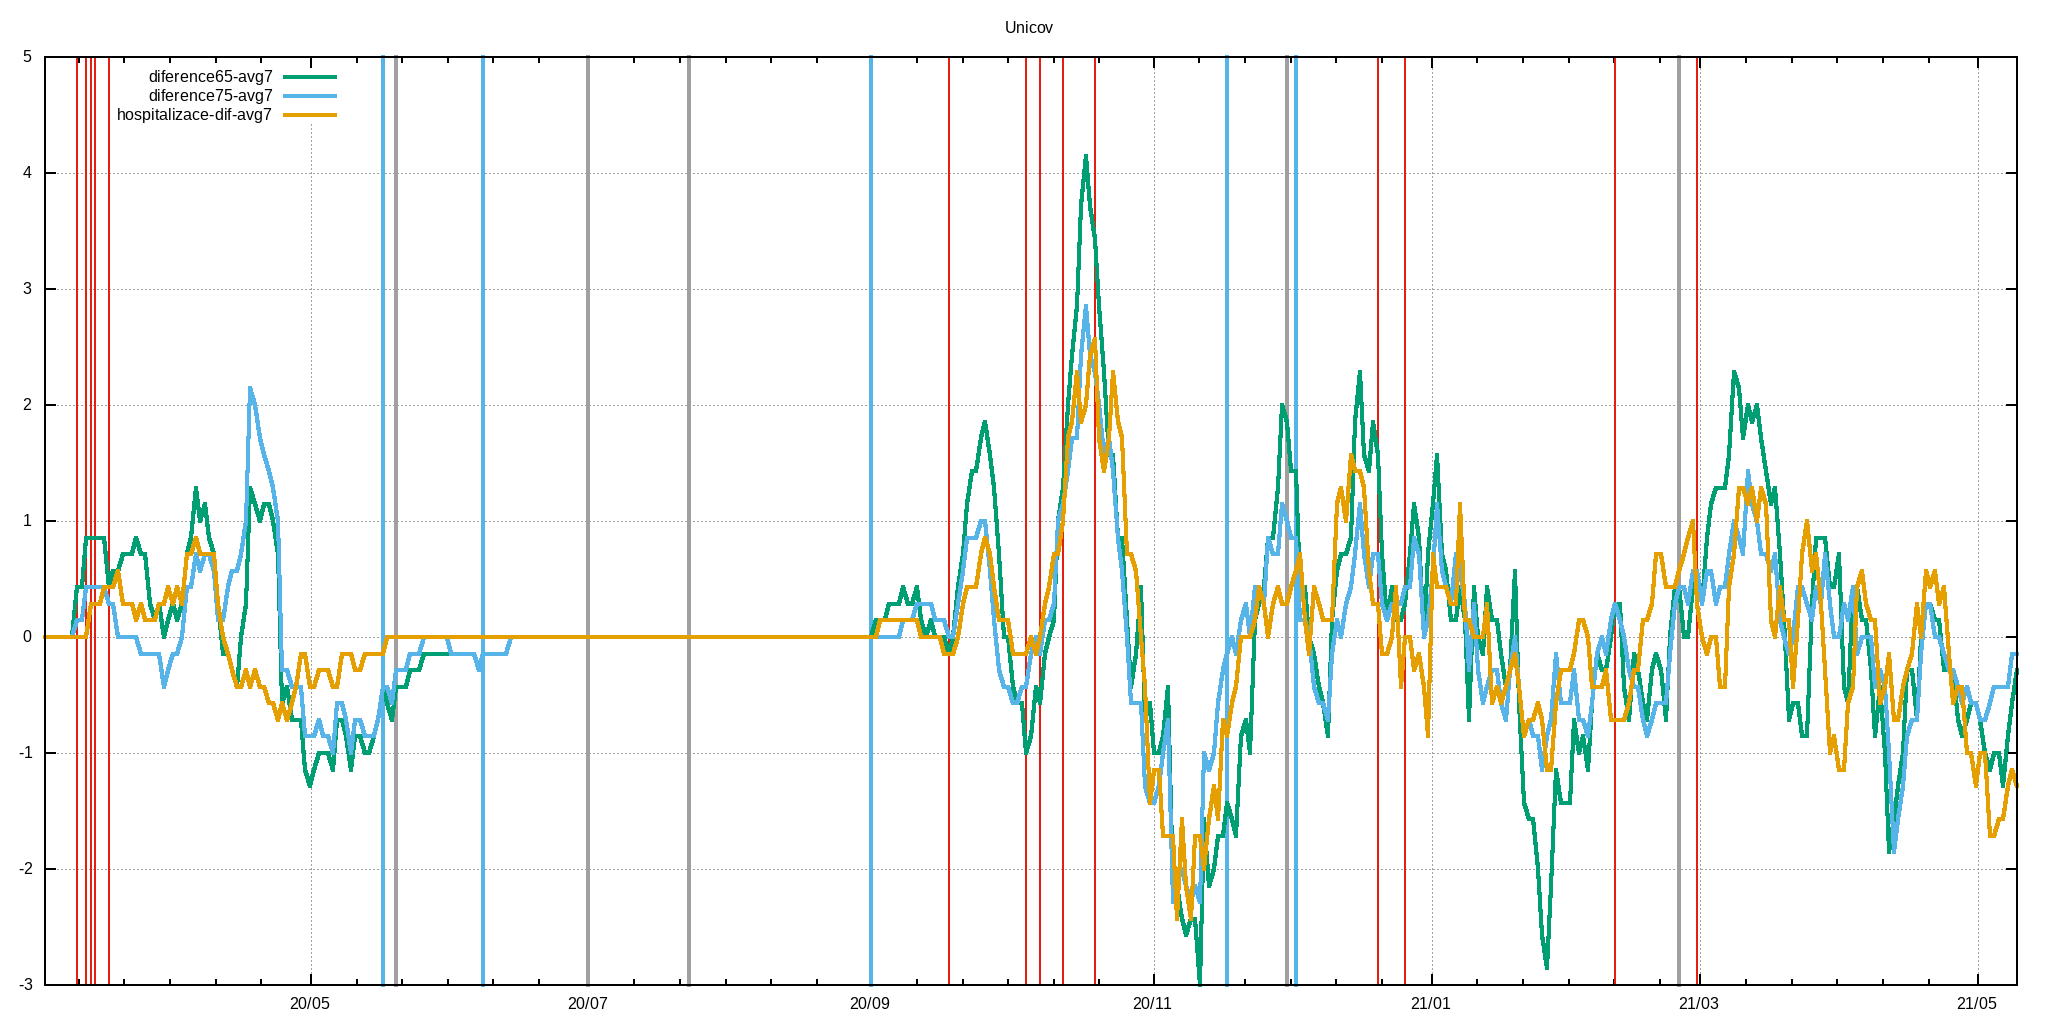 Unicov
5
diference65-avg7
diference75-avg7
hospitalizace-dif-avg7
4
3
2
1
0
-1
-2
-3
20/05 20/07 20/09 20/11 21/01 21/03 21/05